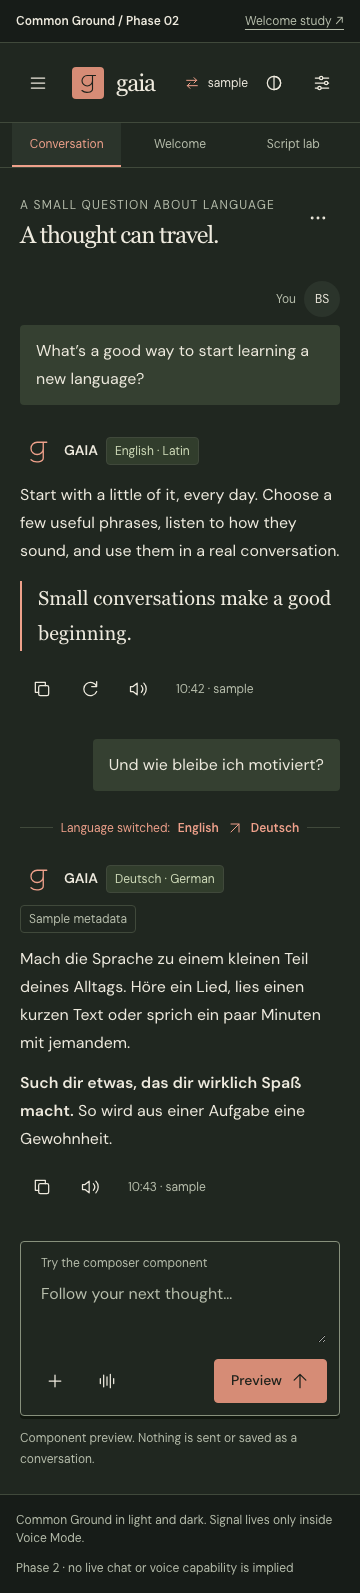 Common Ground / Phase 02
Welcome study ↗
g gaia
sample
Conversation
Welcome
Script lab
A SMALL QUESTION ABOUT LANGUAGE
A thought can travel.
You
BS
What’s a good way to start learning a
new language?
g GAIA
English · Latin
Start with a little of it, every day. Choose a
few useful phrases, listen to how they
sound, and use them in a real conversation.
Small conversations make a good
beginning.
10:42 · sample
Und wie bleibe ich motiviert?
Language switched: English ↗ Deutsch
g GAIA
Deutsch · German
Sample metadata
Mach die Sprache zu einem kleinen Teil
deines Alltags. Höre ein Lied, lies einen
kurzen Text oder sprich ein paar Minuten
mit jemandem.
Such dir etwas, das dir wirklich Spaß
macht. So wird aus einer Aufgabe eine
Gewohnheit.
10:43 · sample
Try the composer component
Follow your next thought…
Preview
Component preview. Nothing is sent or saved as a
conversation.
Common Ground in light and dark. Signal lives only inside
Voice Mode.
Phase 2 · no live chat or voice capability is implied